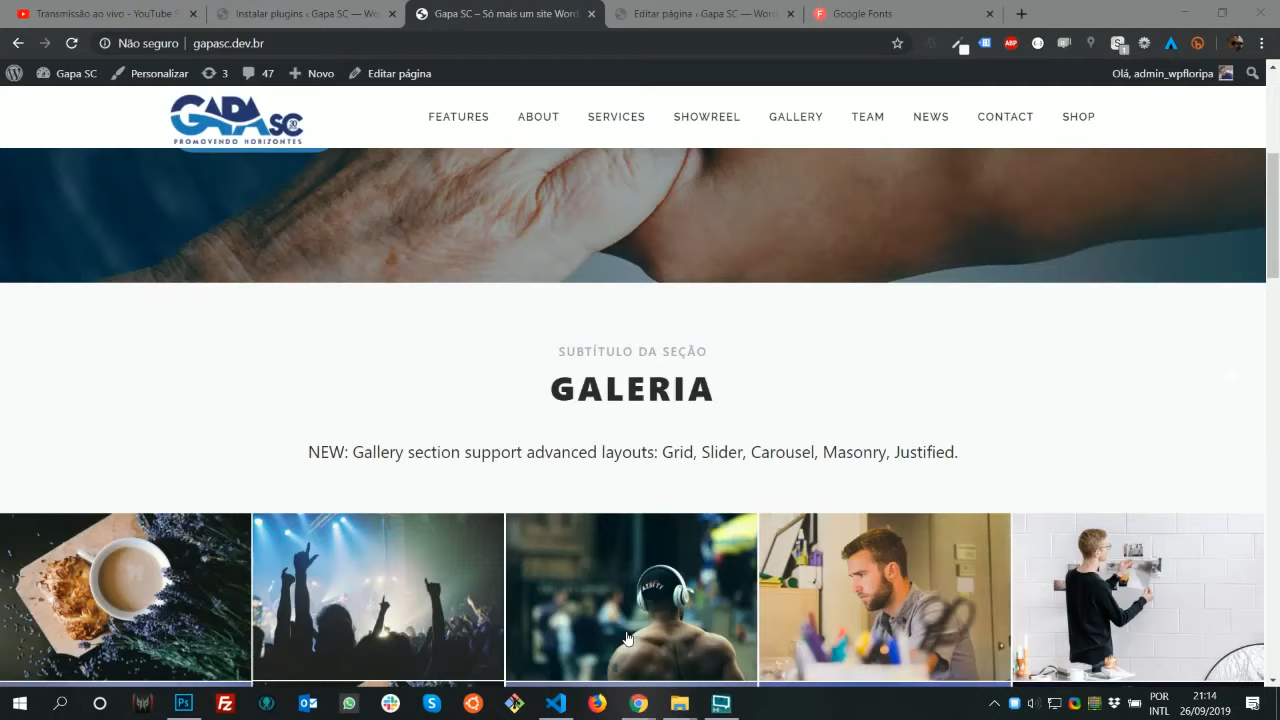 Transmissão ao vivo - YouTube S
Instalar plugins ‹ Gapa SC — We
Gapa SC – Só mais um site Word
Editar página ‹ Gapa SC — Word
Google Fonts
Não seguro | gapasc.dev.br
Gapa SC
Personalizar
3
47
Novo
Editar página
Olá, admin_wpfloripa
GAPA SC
PROMOVENDO HORIZONTES
FEATURES
ABOUT
SERVICES
SHOWREEL
GALLERY
TEAM
NEWS
CONTACT
SHOP
SUBTÍTULO DA SEÇÃO
GALERIA
NEW: Gallery section support advanced layouts: Grid, Slider, Carousel, Masonry, Justified.
POR
INTL
21:14
26/09/2019